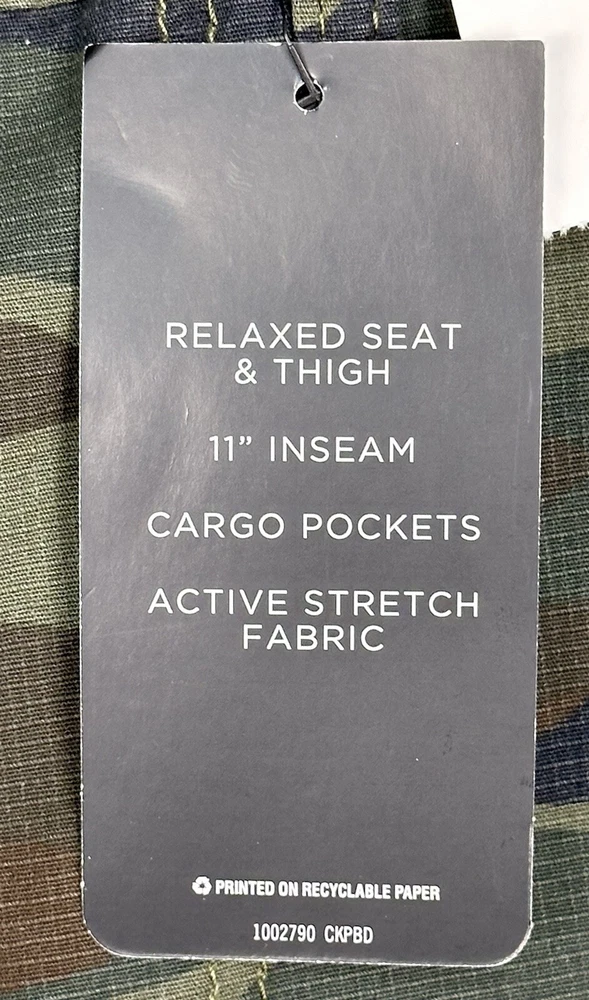 RELAXED SEAT
& THIGH
11” INSEAM
CARGO POCKETS
ACTIVE STRETCH
FABRIC
PRINTED ON RECYCLABLE PAPER
1002790 CKPBD